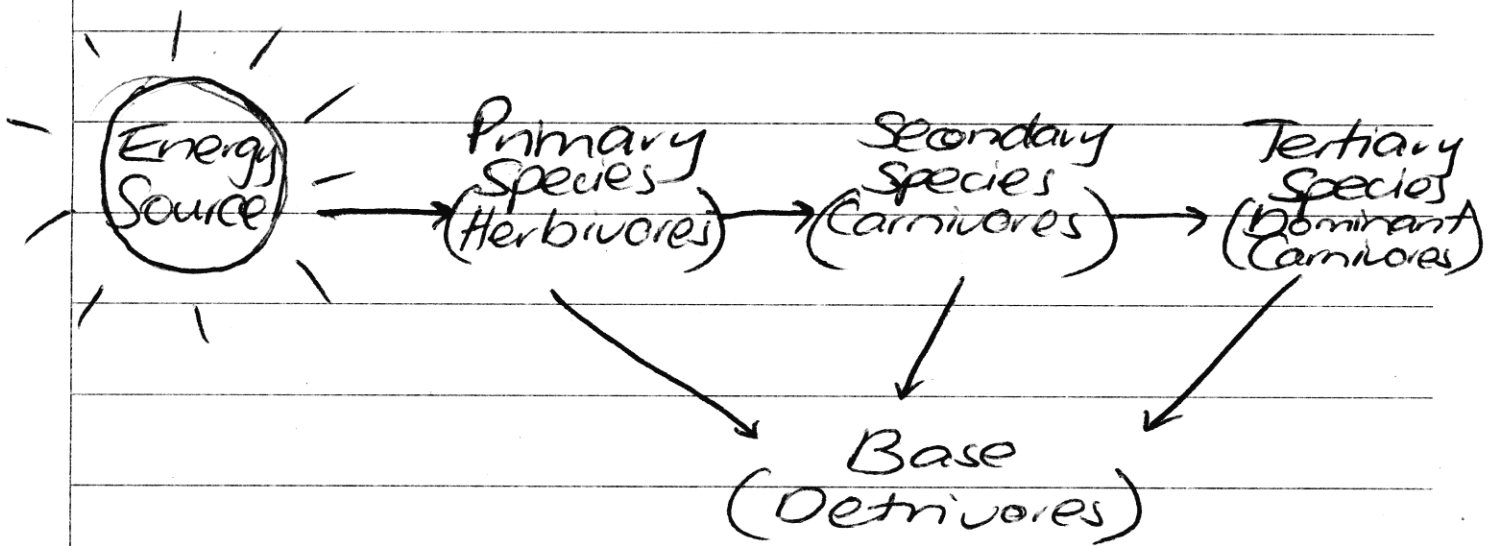 Energy
Source
Primary
Species
(Herbivores)
Secondary
Species
(Carnivores)
Tertiary
Species
(Dominant
Carnivores)
Base
(Detrivores)